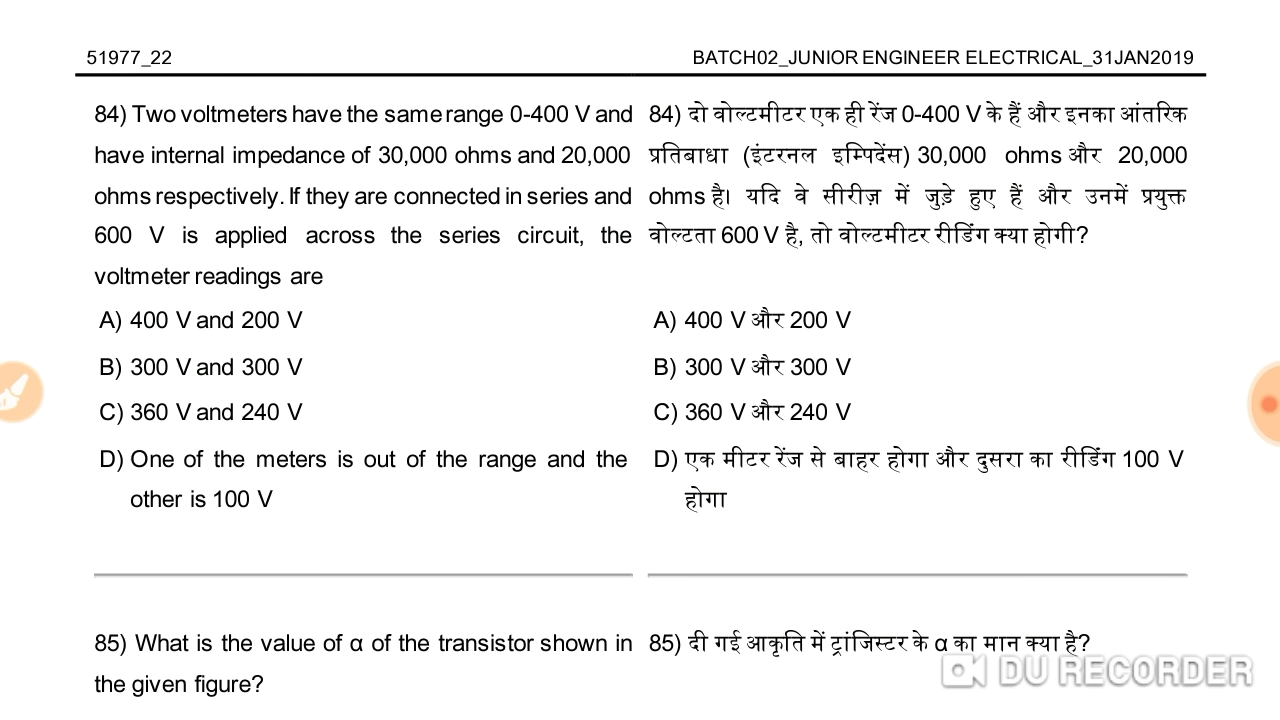 51977_22
BATCH02_JUNIOR ENGINEER ELECTRICAL_31JAN2019
84) Two voltmeters have the same range 0-400 V and
have internal impedance of 30,000 ohms and 20,000
ohms respectively. If they are connected in series and
600 V is applied across the series circuit, the
voltmeter readings are
A) 400 V and 200 V
B) 300 V and 300 V
C) 360 V and 240 V
D) One of the meters is out of the range and the
other is 100 V
84) दो वोल्टमीटर एक ही रेंज 0-400 V के हैं और इनका आंतरिक
प्रतिबाधा (इंटरनल इम्पिदेंस) 30,000 ohms और 20,000
ohms है। यदि वे सीरीज़ में जुड़े हुए हैं और उनमें प्रयुक्त
वोल्टता 600 V है, तो वोल्टमीटर रीडिंग क्या होगी?
A) 400 V और 200 V
B) 300 V और 300 V
C) 360 V और 240 V
D) एक मीटर रेंज से बाहर होगा और दुसरा का रीडिंग 100 V
होगा
85) What is the value of α of the transistor shown in
the given figure?
85) दी गई आकृति में ट्रांजिस्टर के α का मान क्या है?
DU RECORDER